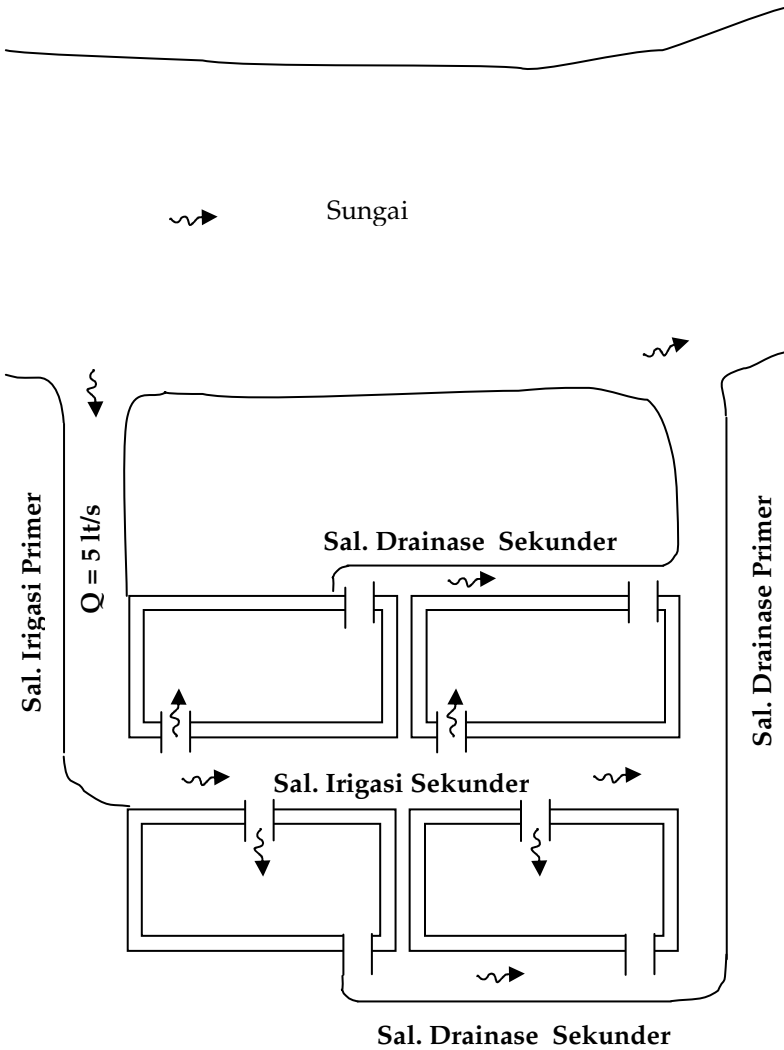 Sungai
Sal. Irigasi Primer
Q = 5 lt/s
Sal. Drainase Sekunder
Sal. Drainase Primer
Sal. Irigasi Sekunder
Sal. Drainase Sekunder